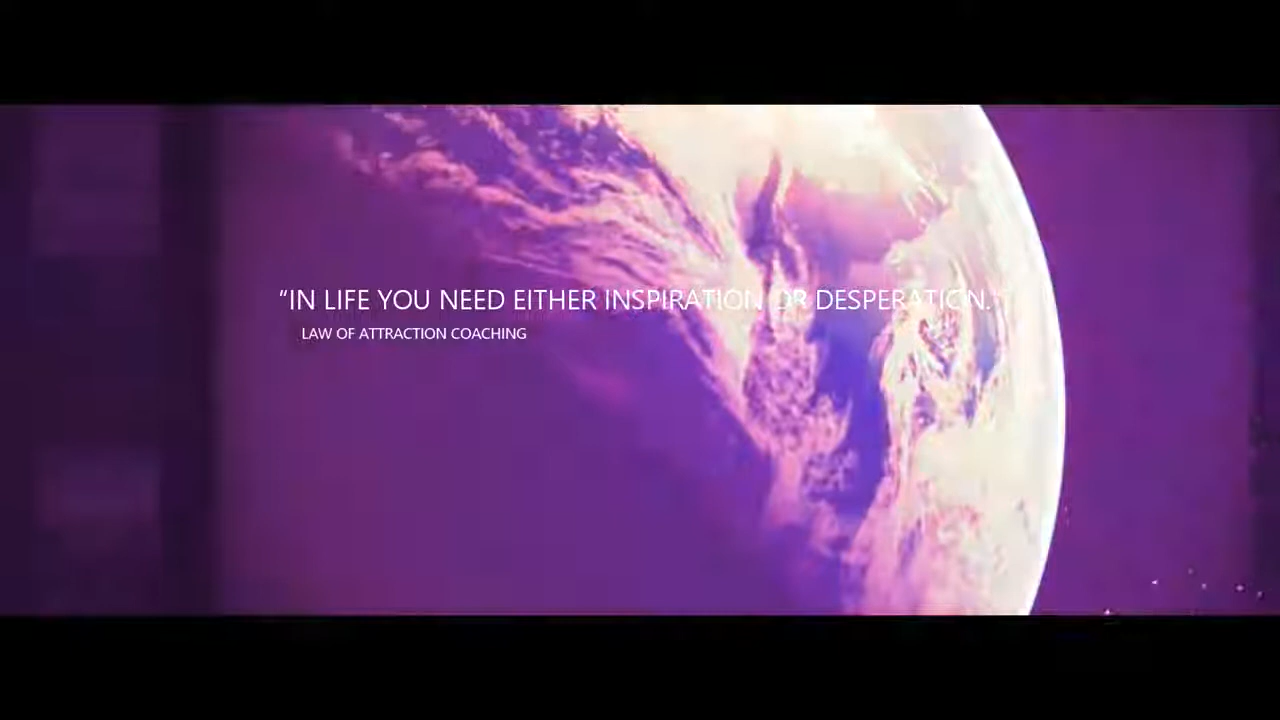 “IN LIFE YOU NEED EITHER INSPIRATION OR DESPERATION.”
LAW OF ATTRACTION COACHING